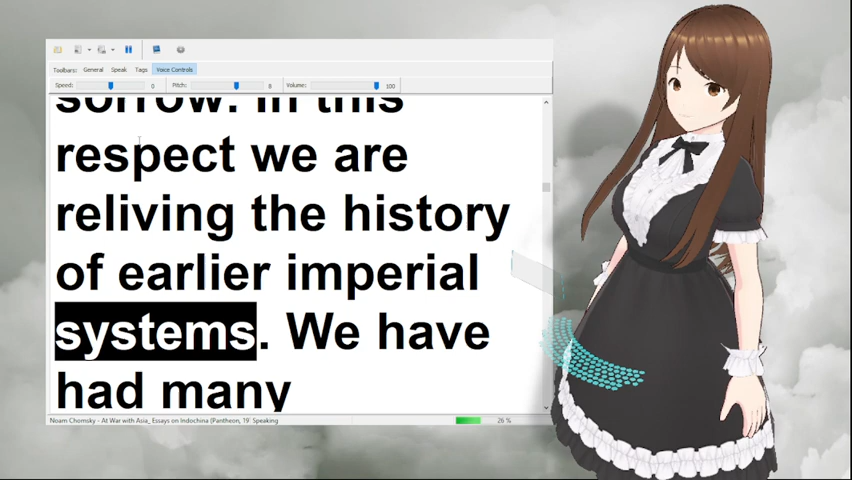 Toolbars: General Speak Tags Voice Controls
Speed: 0 Pitch: 8 Volume: 100
sorrow. In this
respect we are
reliving the history
of earlier imperial
systems. We have
had many
Noam Chomsky - At War with Asia_ Essays on Indochina (Pantheon, 19' Speaking 26 %